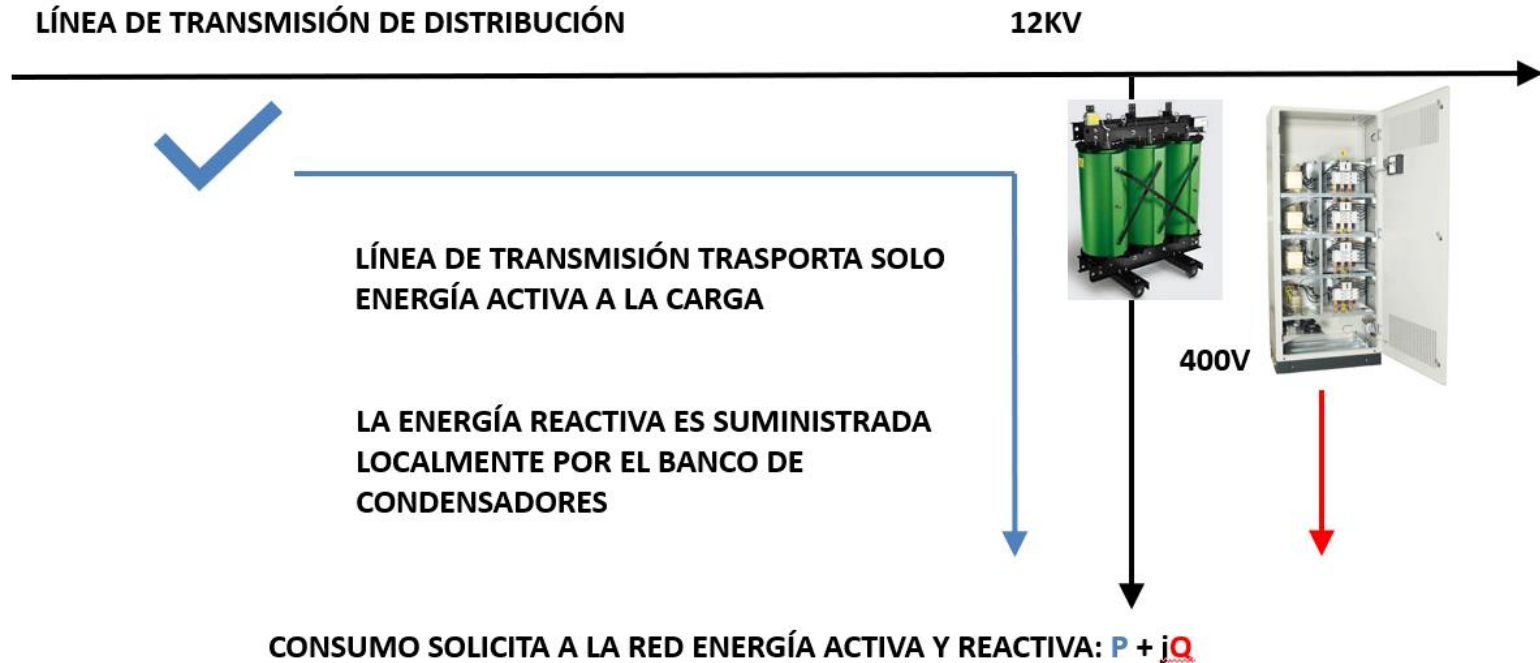 LÍNEA DE TRANSMISIÓN DE DISTRIBUCIÓN
12KV
LÍNEA DE TRANSMISIÓN TRASPORTA SOLO
ENERGÍA ACTIVA A LA CARGA
400V
LA ENERGÍA REACTIVA ES SUMINISTRADA
LOCALMENTE POR EL BANCO DE
CONDENSADORES
CONSUMO SOLICITA A LA RED ENERGÍA ACTIVA Y REACTIVA: P + jQ